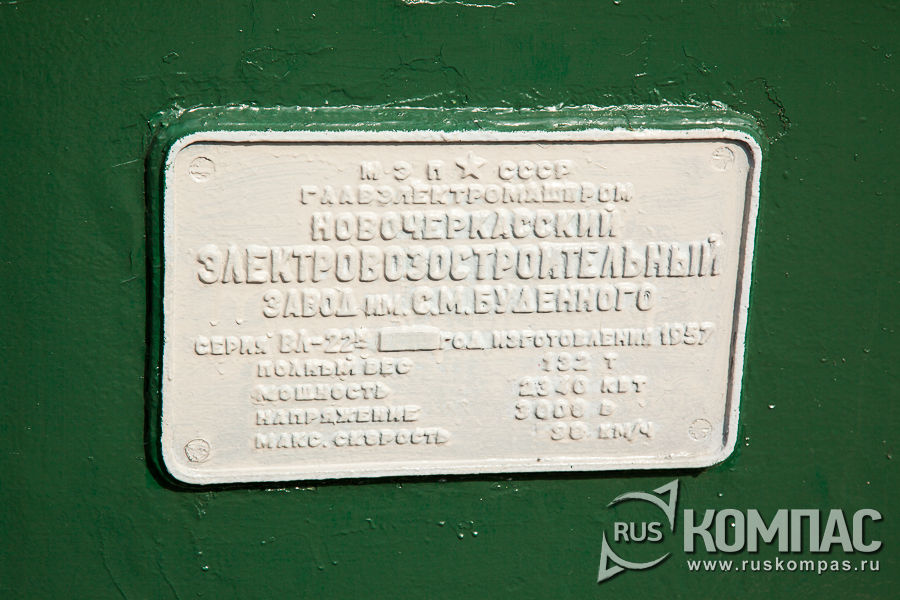 М·Э·П ★ СССР
ГЛАВЭЛЕКТРОМАШПРОМ
НОВОЧЕРКАССКИЙ
ЭЛЕКТРОВОЗОСТРОИТЕЛЬНЫЙ
ЗАВОД ИМ. С.М. БУДЕННОГО
СЕРИЯ ВЛ-22М ГОД ИЗГОТОВЛЕНИЯ 1957
ПОЛНЫЙ ВЕС 132 Т
МОЩНОСТЬ 2340 КВТ
НАПРЯЖЕНИЕ 3000 В
МАКС. СКОРОСТЬ КМ/Ч
RUS КОМПАС
www.ruskompas.ru